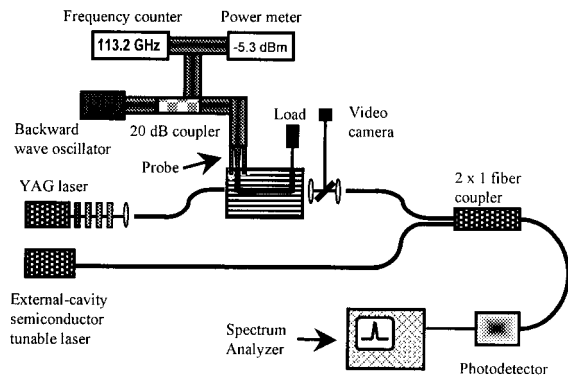 Frequency counter
Power meter
113.2 GHz
-5.3 dBm
Backward
wave oscillator
20 dB coupler
Load
Video
camera
Probe
YAG laser
2 x 1 fiber
coupler
External-cavity
semiconductor
tunable laser
Spectrum
Analyzer
Photodetector